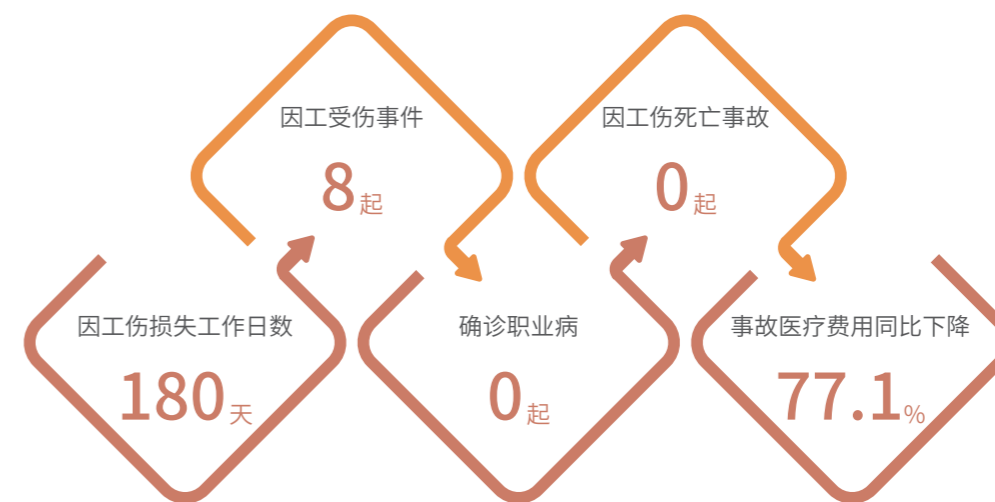 因工受伤事件
8起
因工伤死亡事故
0起
因工伤损失工作日数
180天
确诊职业病
0起
事故医疗费用同比下降
77.1%